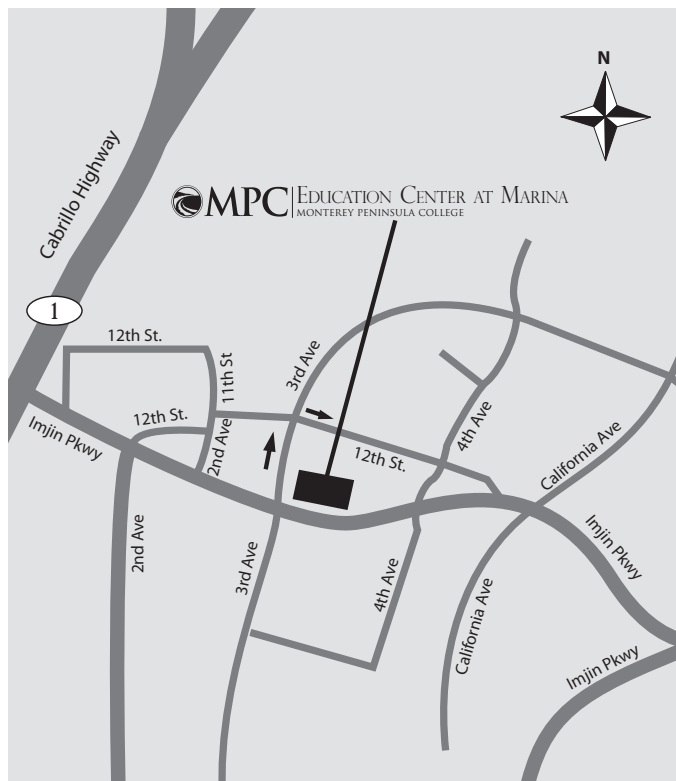 N
Cabrillo Highway
MPC EDUCATION CENTER AT MARINA
MONTEREY PENINSULA COLLEGE
1
12th St.
3rd Ave
11th St
12th St.
2nd Ave
Imjin Pkwy
4th Ave
12th St.
California Ave
2nd Ave
3rd Ave
4th Ave
Imjin Pkwy
California Ave
Imjin Pkwy